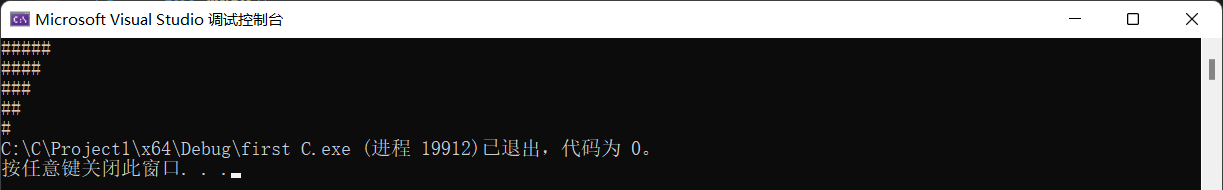 Microsoft Visual Studio 调试控制台
#####
####
###
##
#
C:\C\Project1\x64\Debug\first C.exe (进程 19912)已退出，代码为 0。
按任意键关闭此窗口. . .